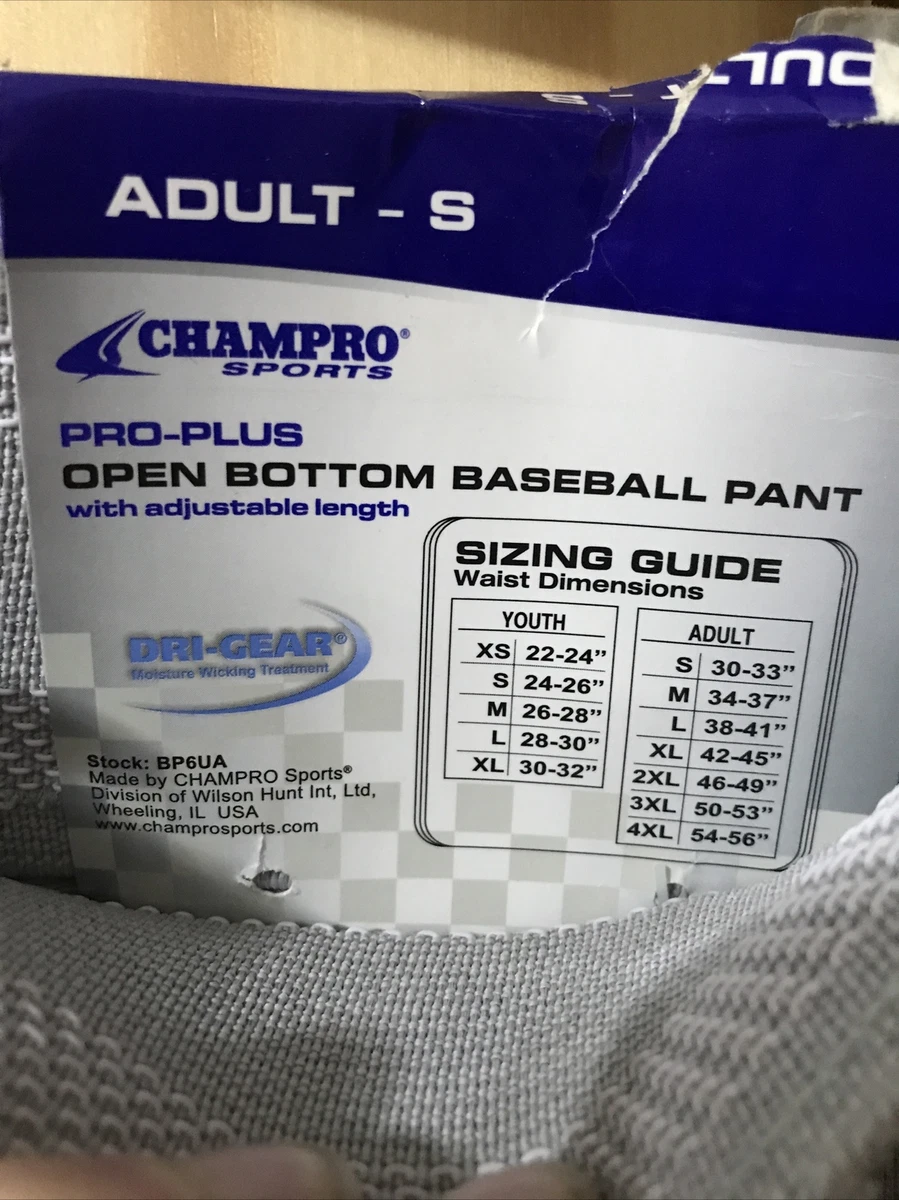 ADULT - S
CHAMPRO®
SPORTS
PRO-PLUS
OPEN BOTTOM BASEBALL PANT
with adjustable length
DRI-GEAR®
Moisture Wicking Treatment
Stock: BP6UA
Made by CHAMPRO Sports®
Division of Wilson Hunt Int, Ltd,
Wheeling, IL USA
www.champrosports.com
SIZING GUIDE
Waist Dimensions
YOUTH
XS 22-24”
S 24-26”
M 26-28”
L 28-30”
XL 30-32”
ADULT
S 30-33”
M 34-37”
L 38-41”
XL 42-45”
2XL 46-49”
3XL 50-53”
4XL 54-56”